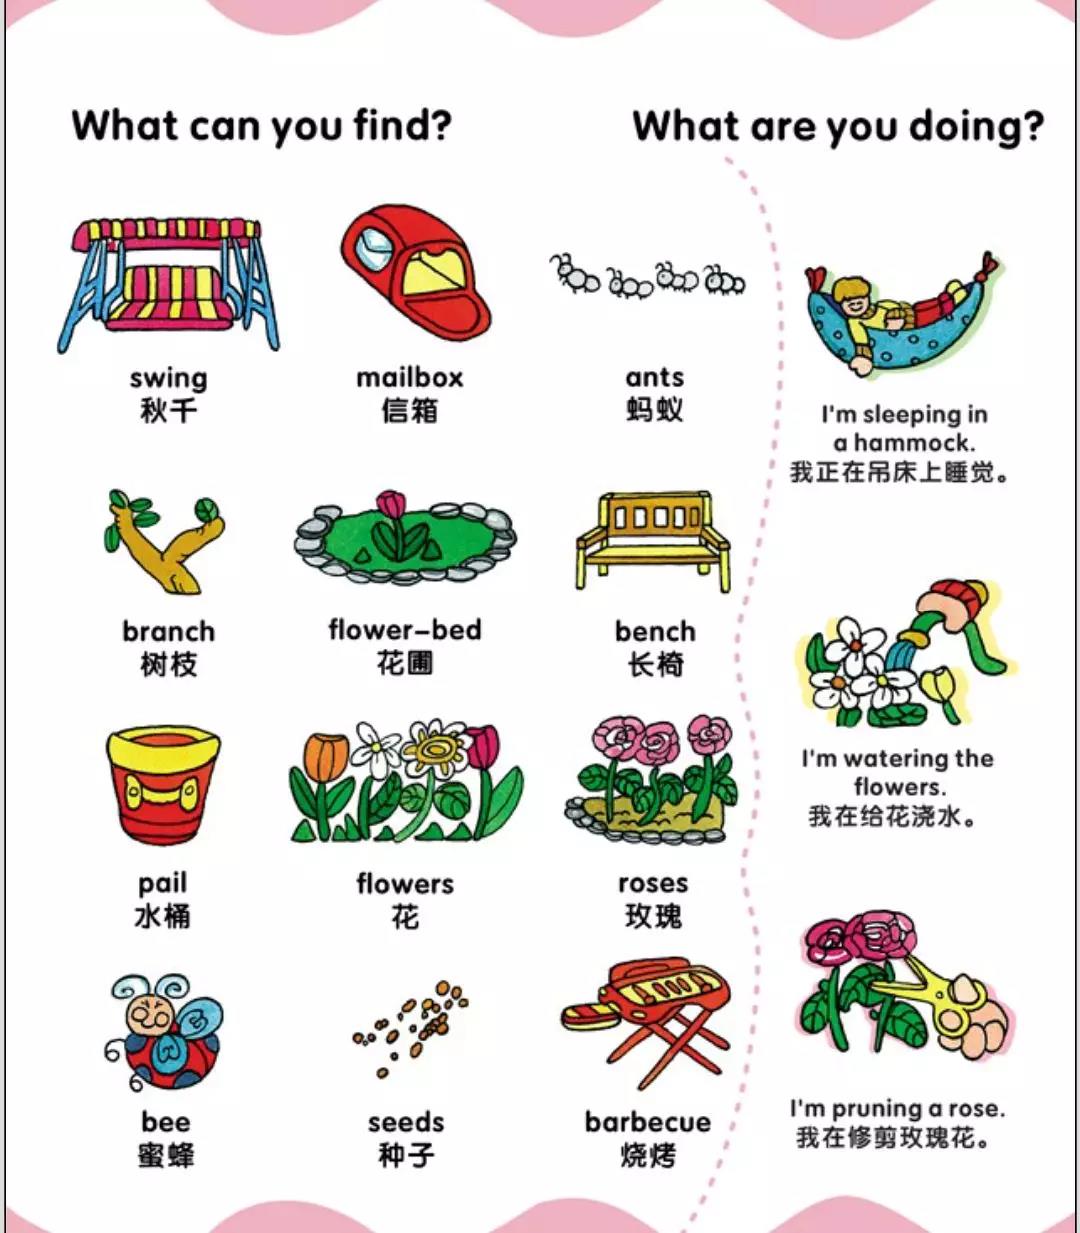 What can you find?
What are you doing?
swing
秋千
mailbox
信箱
ants
蚂蚁
I'm sleeping in
a hammock.
我正在吊床上睡觉。
branch
树枝
flower-bed
花圃
bench
长椅
I'm watering the
flowers.
我在给花浇水。
pail
水桶
flowers
花
roses
玫瑰
bee
蜜蜂
seeds
种子
barbecue
烧烤
I'm pruning a rose.
我在修剪玫瑰花。